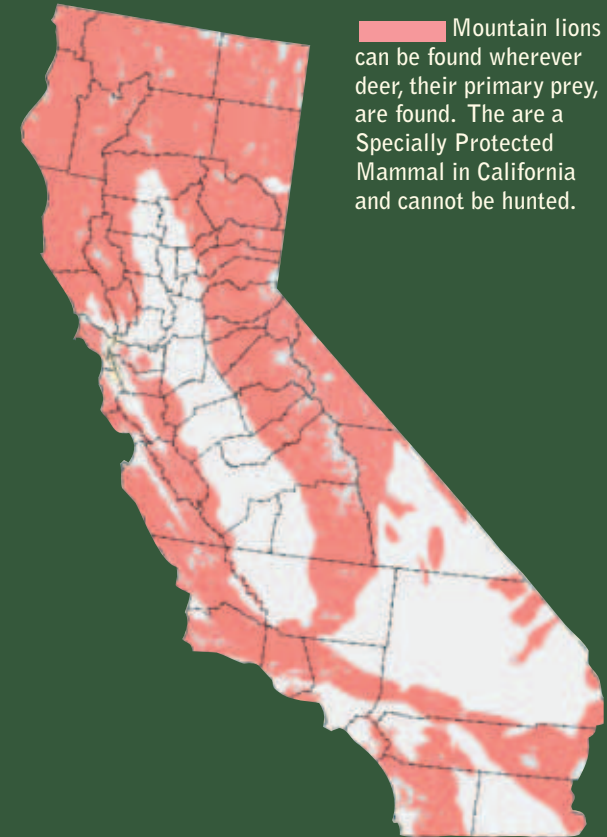 Mountain lions
can be found wherever
deer, their primary prey,
are found. The are a
Specially Protected
Mammal in California
and cannot be hunted.